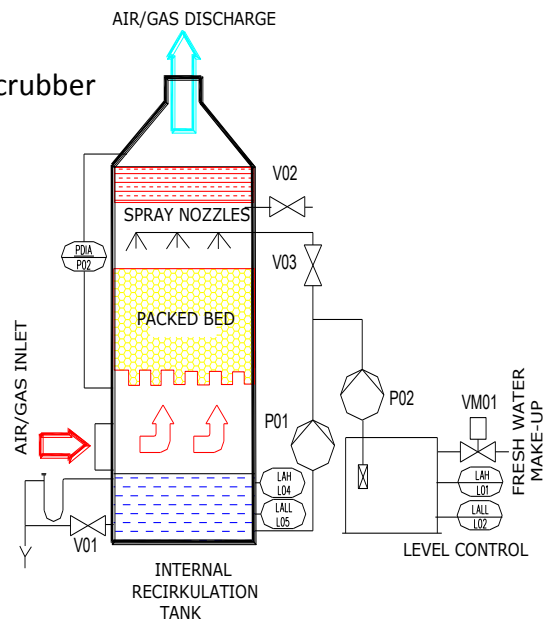 AIR/GAS DISCHARGE
crubber
V02
SPRAY NOZZLES
PDIA
P02
V03
PACKED BED
AIR/GAS INLET
P01
P02
VM01
FRESH WATER
MAKE-UP
LAH
L04
LAH
L01
LALL
L05
LALL
L02
V01
LEVEL CONTROL
INTERNAL
RECIRKULATION
TANK